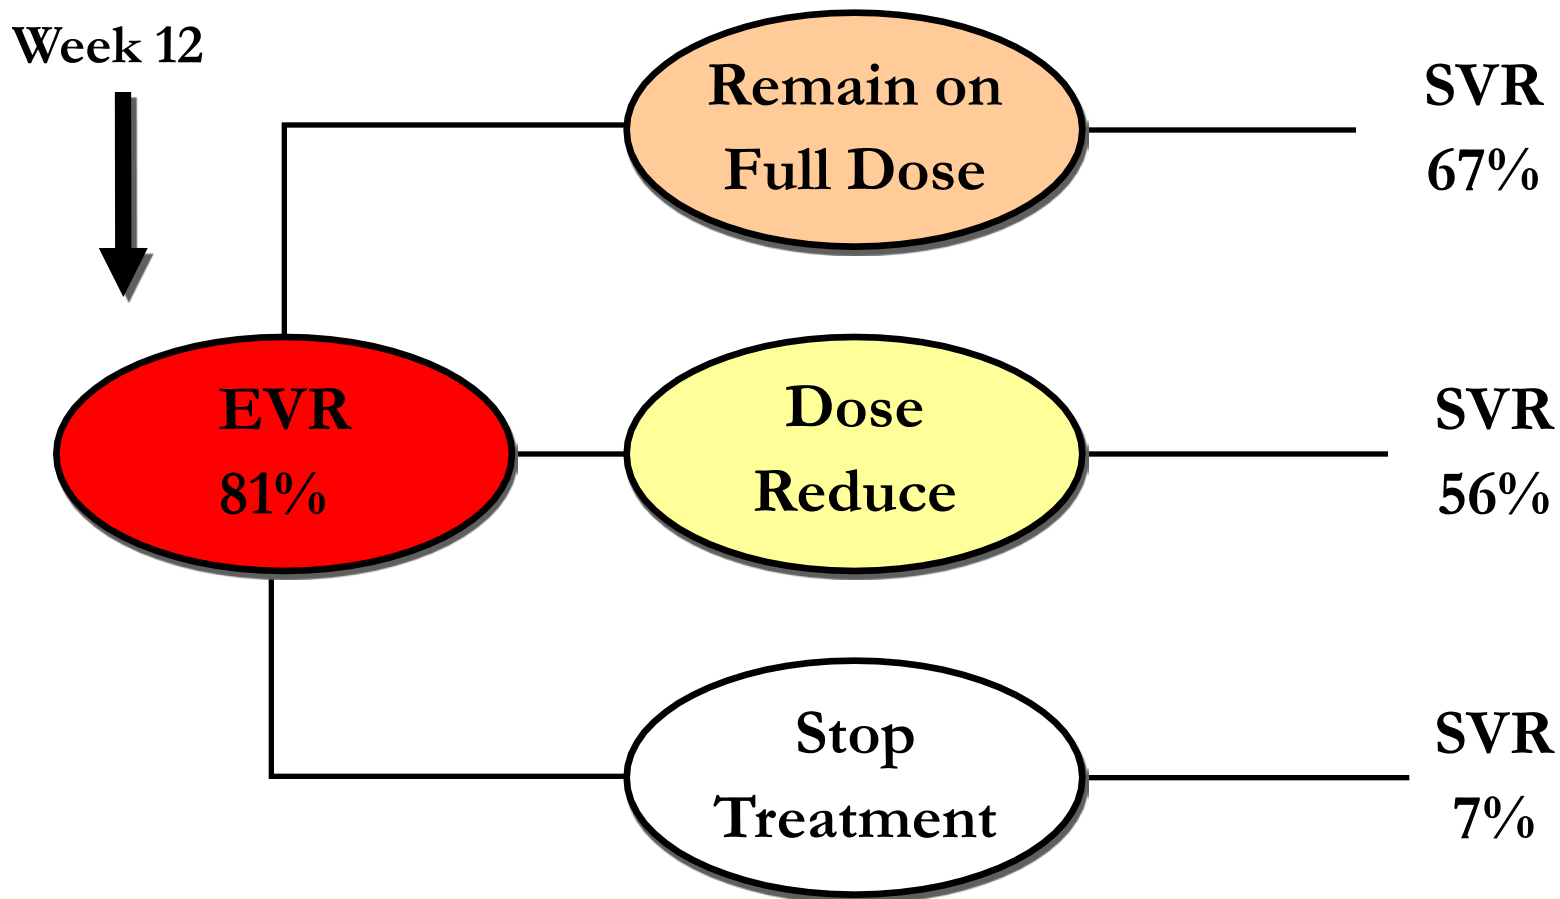 Week 12
EVR
81%
Remain on
Full Dose
SVR
67%
Dose
Reduce
SVR
56%
Stop
Treatment
SVR
7%